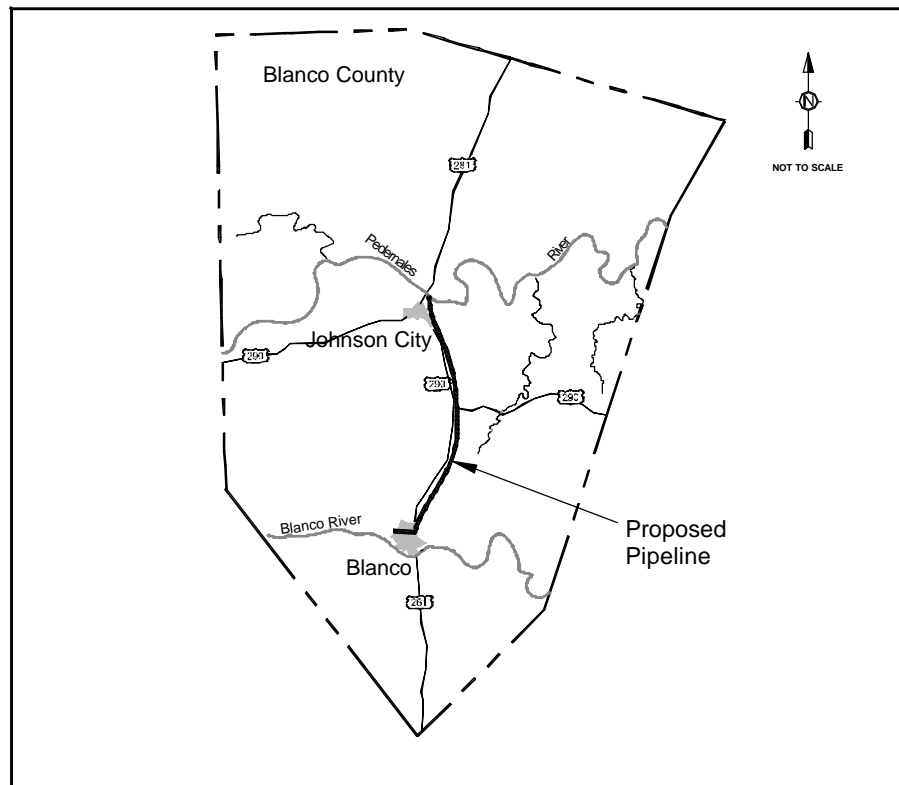 Blanco County
N
NOT TO SCALE
281
Pedernales
River
Johnson City
290
290
290
Blanco River
Proposed
Pipeline
Blanco
281